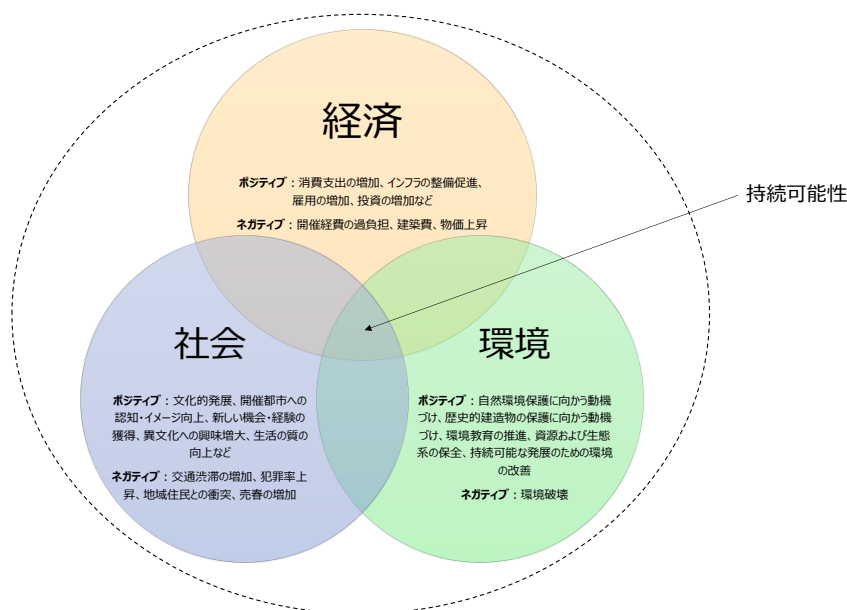 経済
ポジティブ：消費支出の増加、インフラの整備促進、
雇用の増加、投資の増加など
ネガティブ：開催経費の過負担、建築費、物価上昇
持続可能性
社会
ポジティブ：文化的発展、開催都市への
認知・イメージ向上、新しい機会・経験の
獲得、異文化への興味増大、生活の質の
向上など
ネガティブ：交通渋滞の増加、犯罪率上
昇、地域住民との衝突、売春の増加
環境
ポジティブ：自然環境保護に向かう動機
づけ、歴史的建造物の保護に向かう動機
づけ、環境教育の推進、資源および生態
系の保全、持続可能な発展のための環境
の改善
ネガティブ：環境破壊